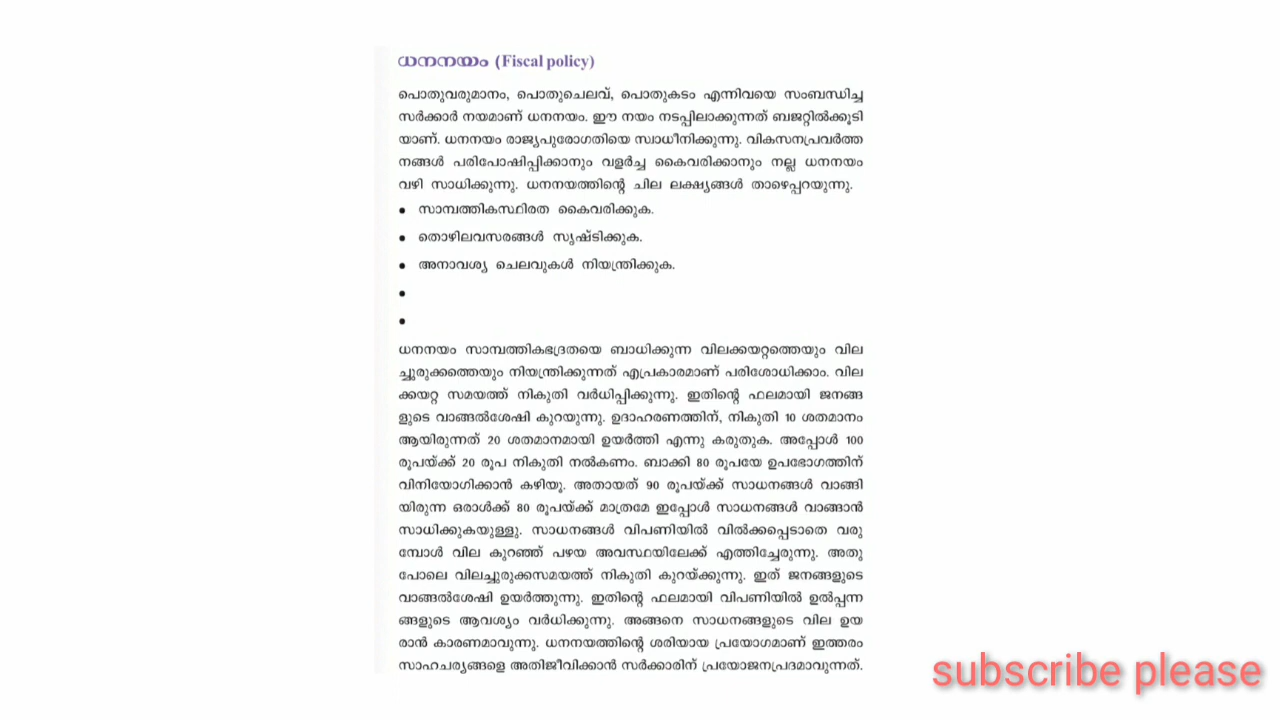 ധനനയം (Fiscal policy)
പൊതുവരുമാനം, പൊതുചെലവ്, പൊതുകടം എന്നിവയെ സംബന്ധിച്ച
സർക്കാർ നയമാണ് ധനനയം. ഈ നയം നടപ്പിലാക്കുന്നത് ബജറ്റിൽക്കൂടി
യാണ്. ധനനയം രാജ്യപുരോഗതിയെ സ്വാധീനിക്കുന്നു. വികസനപ്രവർത്ത
നങ്ങൾ പരിപോഷിപ്പിക്കാനും വളർച്ച കൈവരിക്കാനും നല്ല ധനനയം
വഴി സാധിക്കുന്നു. ധനനയത്തിന്റെ ചില ലക്ഷ്യങ്ങൾ താഴെപ്പറയുന്നു.
• സാമ്പത്തികസ്ഥിരത കൈവരിക്കുക.
• തൊഴിലവസരങ്ങൾ സൃഷ്ടിക്കുക.
• അനാവശ്യ ചെലവുകൾ നിയന്ത്രിക്കുക.
•
•
ധനനയം സാമ്പത്തികഭദ്രതയെ ബാധിക്കുന്ന വിലക്കയറ്റത്തെയും വില
ച്ചുരുക്കത്തെയും നിയന്ത്രിക്കുന്നത് എപ്രകാരമാണ് പരിശോധിക്കാം. വില
ക്കയറ്റ സമയത്ത് നികുതി വർധിപ്പിക്കുന്നു. ഇതിന്റെ ഫലമായി ജനങ്ങ
ളുടെ വാങ്ങൽശേഷി കുറയുന്നു. ഉദാഹരണത്തിന്, നികുതി 10 ശതമാനം
ആയിരുന്നത് 20 ശതമാനമായി ഉയർത്തി എന്നു കരുതുക. അപ്പോൾ 100
രൂപയ്ക്ക് 20 രൂപ നികുതി നൽകണം. ബാക്കി 80 രൂപയേ ഉപഭോഗത്തിന്
വിനിയോഗിക്കാൻ കഴിയൂ. അതായത് 90 രൂപയ്ക്ക് സാധനങ്ങൾ വാങ്ങി
യിരുന്ന ഒരാൾക്ക് 80 രൂപയ്ക്ക് മാത്രമേ ഇപ്പോൾ സാധനങ്ങൾ വാങ്ങാൻ
സാധിക്കുകയുള്ളു. സാധനങ്ങൾ വിപണിയിൽ വിൽക്കപ്പെടാതെ വരു
മ്പോൾ വില കുറഞ്ഞ് പഴയ അവസ്ഥയിലേക്ക് എത്തിച്ചേരുന്നു. അതു
പോലെ വിലച്ചുരുക്കസമയത്ത് നികുതി കുറയ്ക്കുന്നു. ഇത് ജനങ്ങളുടെ
വാങ്ങൽശേഷി ഉയർത്തുന്നു. ഇതിന്റെ ഫലമായി വിപണിയിൽ ഉൽപ്പന്ന
ങ്ങളുടെ ആവശ്യം വർധിക്കുന്നു. അങ്ങനെ സാധനങ്ങളുടെ വില ഉയ
രാൻ കാരണമാവുന്നു. ധനനയത്തിന്റെ ശരിയായ പ്രയോഗമാണ് ഇത്തരം
സാഹചര്യങ്ങളെ അതിജീവിക്കാൻ സർക്കാരിന് പ്രയോജനപ്രദമാവുന്നത്.
subscribe please